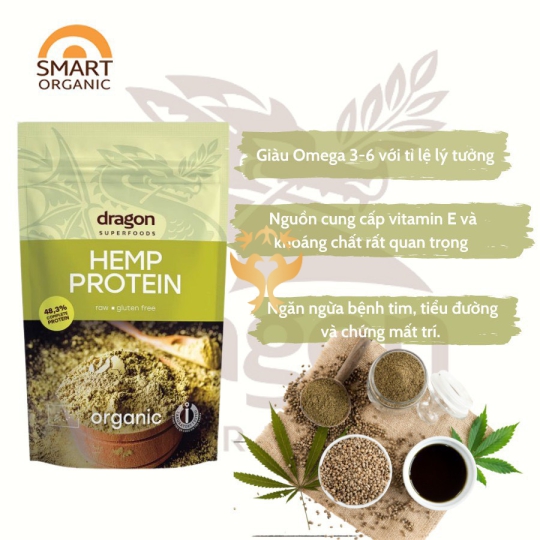 SMART
ORGANIC
dragon
SUPERFOODS
HEMP
PROTEIN
raw • gluten free
48,3%
COMPLETE
PROTEIN
organic
Giàu Omega 3-6 với tỉ lệ lý tưởng
Nguồn cung cấp vitamin E và
khoáng chất rất quan trọng
Ngăn ngừa bệnh tim, tiểu đường
và chứng mất trí.